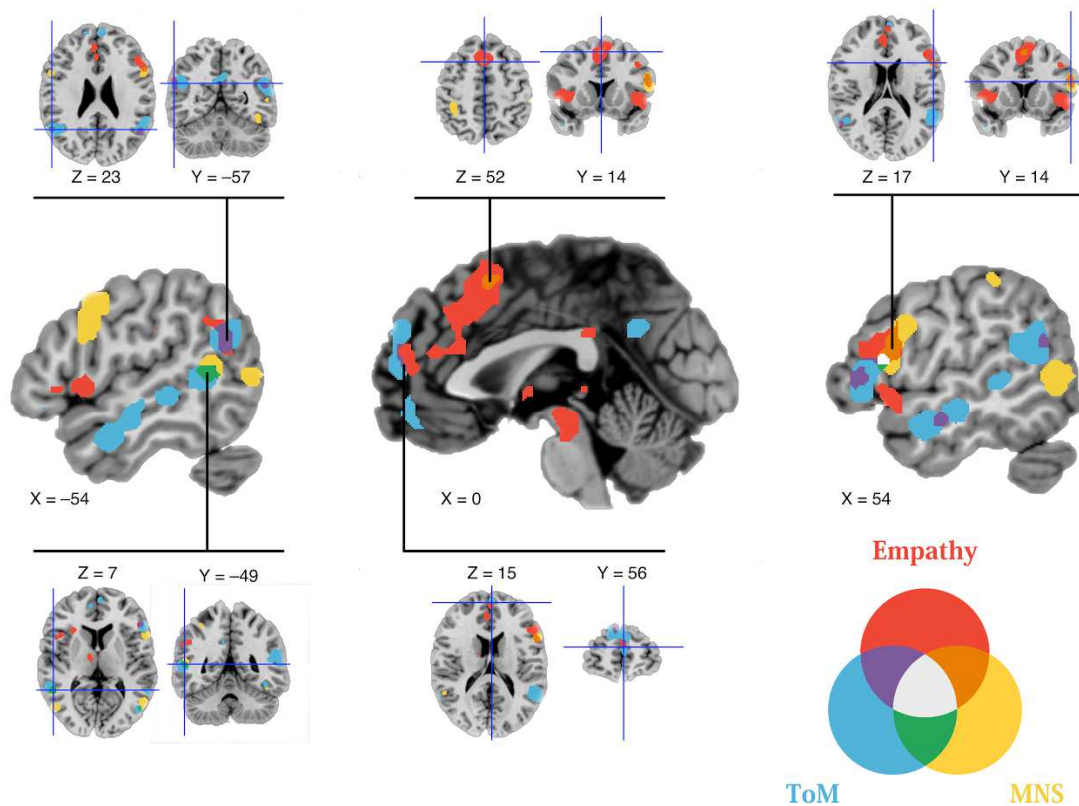 Z = 23 Y = –57
Z = 52 Y = 14
Z = 17 Y = 14
X = –54
X = 0
X = 54
Z = 7 Y = –49
Z = 15 Y = 56
Empathy
ToM
MNS